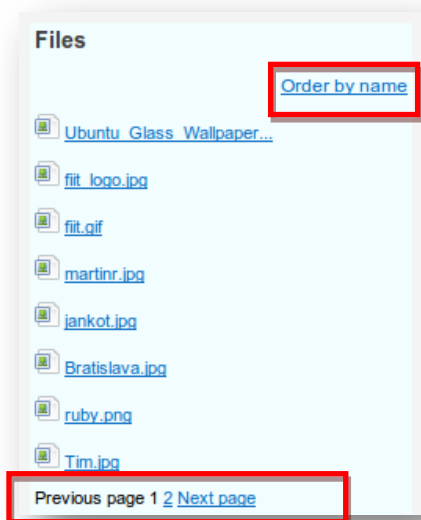 Files
Order by name
Ubuntu_Glass_Wallpaper...
fiit_logo.jpg
fiit.gif
martinr.jpg
jankot.jpg
Bratislava.jpg
ruby.png
Tim.jpg
Previous page 1 2 Next page